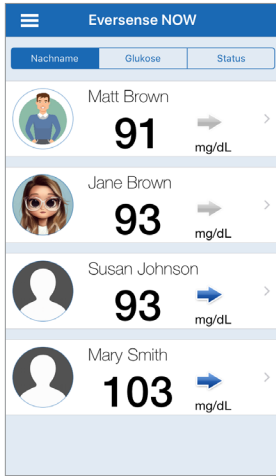 Eversense NOW
Nachname Glukose Status
Matt Brown
91
mg/dL
Jane Brown
93
mg/dL
Susan Johnson
93
mg/dL
Mary Smith
103
mg/dL